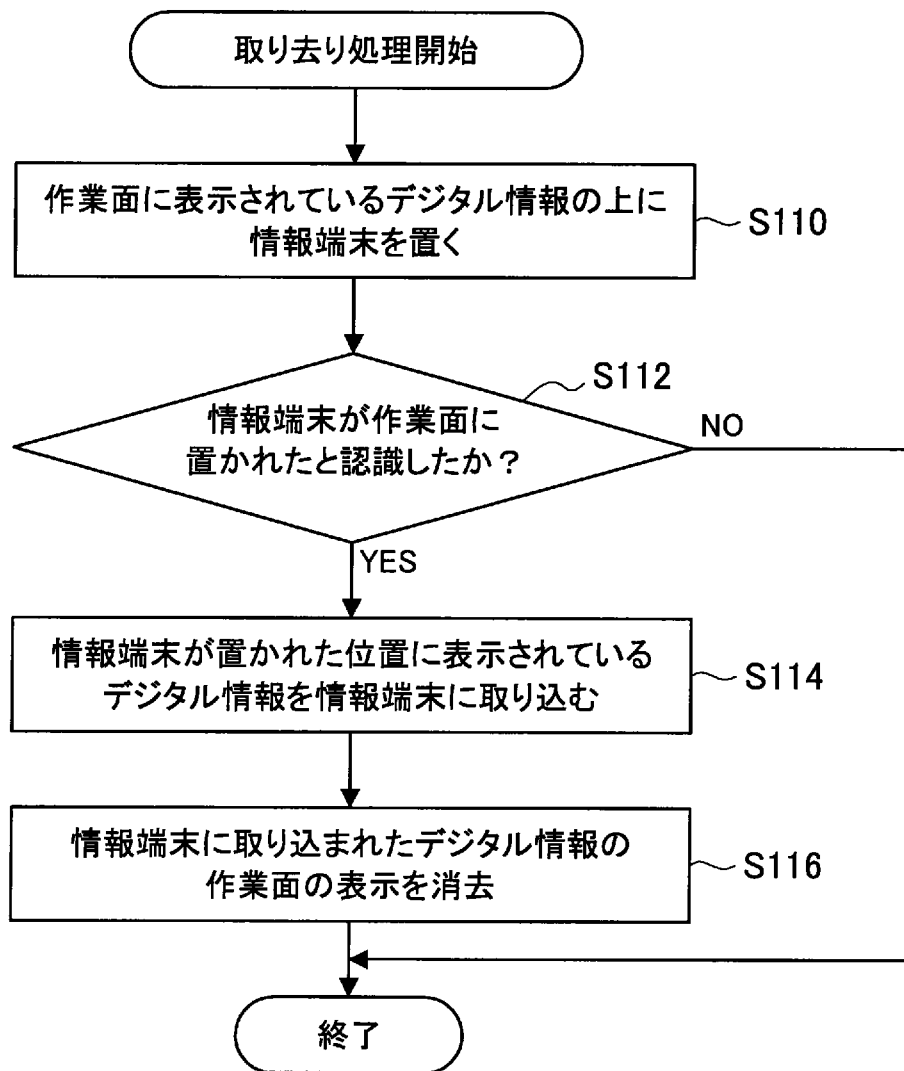 取り去り処理開始
作業面に表示されているデジタル情報の上に
情報端末を置く
S110
S112
情報端末が作業面に
置かれたと認識したか？
NO
YES
情報端末が置かれた位置に表示されている
デジタル情報を情報端末に取り込む
S114
情報端末に取り込まれたデジタル情報の
作業面の表示を消去
S116
終了